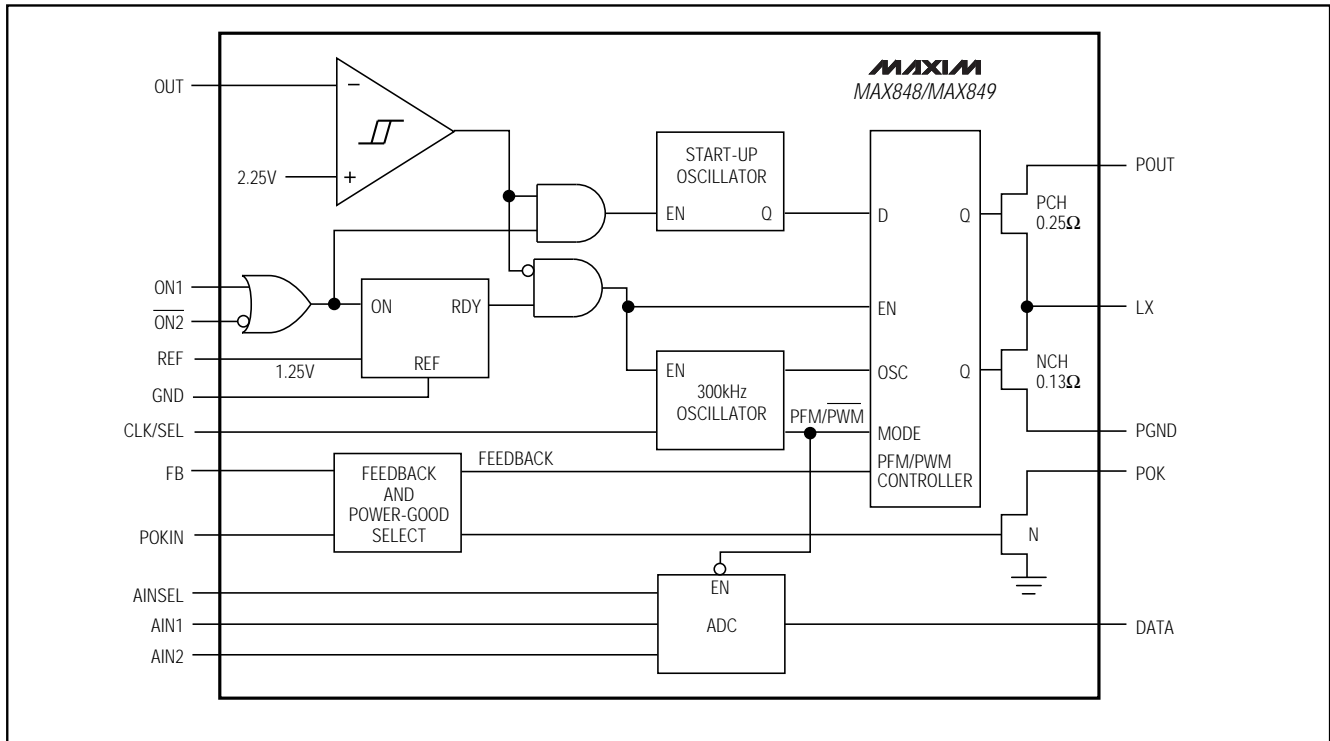 MAXIM
MAX848/MAX849
OUT
−
2.25V
+
START-UP
OSCILLATOR
EN
Q
D
Q
POUT
PCH
0.25Ω
ON1
ON2
ON
RDY
EN
LX
REF
1.25V
REF
GND
EN
300kHz
OSCILLATOR
OSC
Q
NCH
0.13Ω
CLK/SEL
PFM/PWM
MODE
PGND
FB
FEEDBACK
AND
POWER-GOOD
SELECT
FEEDBACK
PFM/PWM
CONTROLLER
POK
POKIN
N
AINSEL
EN
AIN1
ADC
DATA
AIN2